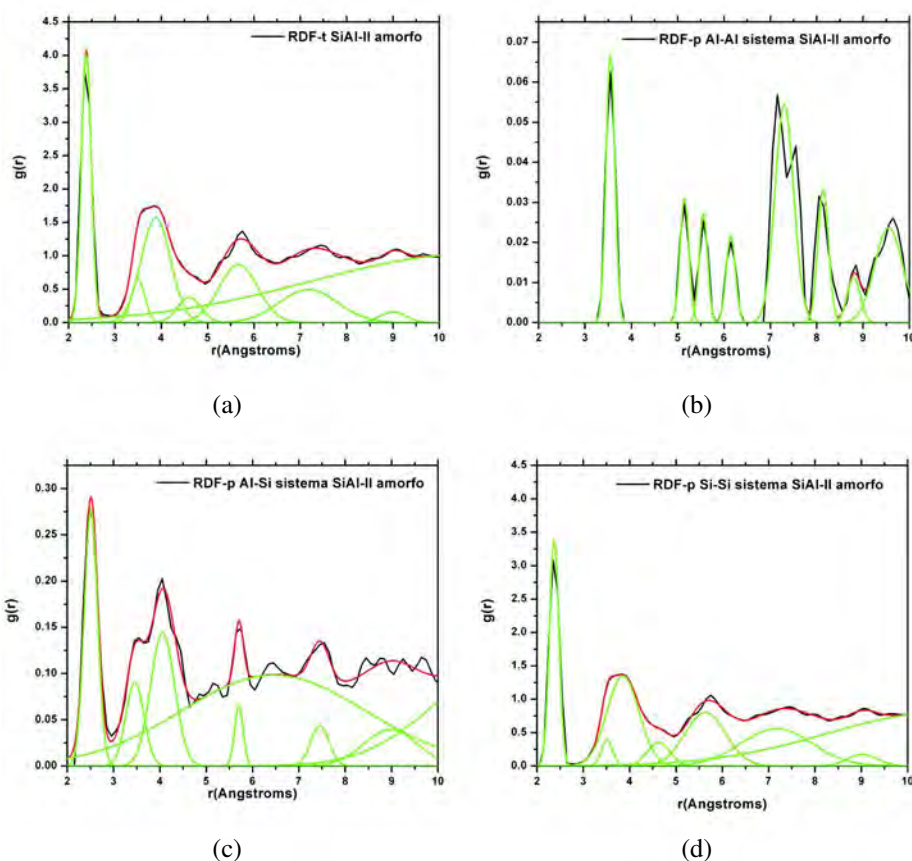 RDF-t SiAl-II amorfo
4.5
4.0
3.5
3.0
2.5
2.0
1.5
1.0
0.5
0.0
g(r)
2 3 4 5 6 7 8 9 10
r(Angstroms)
(a)
RDF-p Al-Al sistema SiAl-II amorfo
0.07
0.06
0.05
0.04
0.03
0.02
0.01
0.00
g(r)
2 3 4 5 6 7 8 9 10
r(Angstroms)
(b)
RDF-p Al-Si sistema SiAl-II amorfo
0.30
0.25
0.20
0.15
0.10
0.05
0.00
g(r)
2 3 4 5 6 7 8 9 10
r(Angstroms)
(c)
RDF-p Si-Si sistema SiAl-II amorfo
4.5
4.0
3.5
3.0
2.5
2.0
1.5
1.0
0.5
0.0
g(r)
2 3 4 5 6 7 8 9 10
r(Angstroms)
(d)